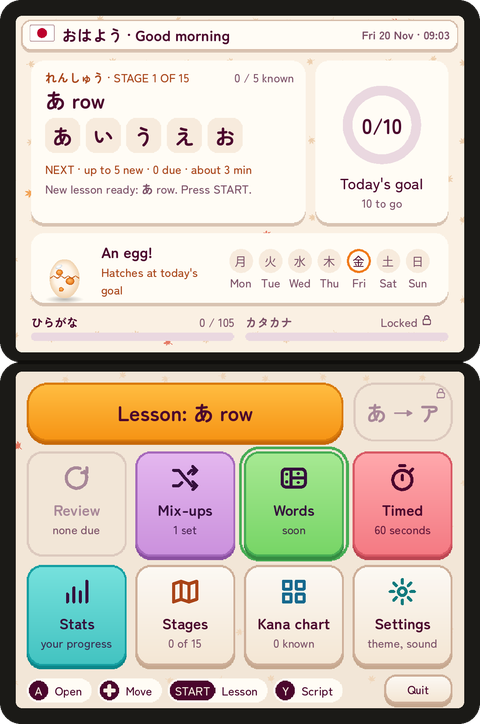 おはよう · Good morning
Fri 20 Nov · 09:03
れんしゅう · STAGE 1 OF 15
0 / 5 known
あ row
あ い う え お
NEXT · up to 5 new · 0 due · about 3 min
New lesson ready: あ row. Press START.
0/10
Today's goal
10 to go
An egg!
Hatches at today's
goal
月 火 水 木 金 土 日
Mon Tue Wed Thu Fri Sat Sun
ひらがな
0 / 105
カタカナ
Locked
Lesson: あ row
あ → ア
Review
none due
Mix-ups
1 set
Words
soon
Timed
60 seconds
Stats
your progress
Stages
0 of 15
Kana chart
0 known
Settings
theme, sound
A Open
Move
START Lesson
Y Script
Quit